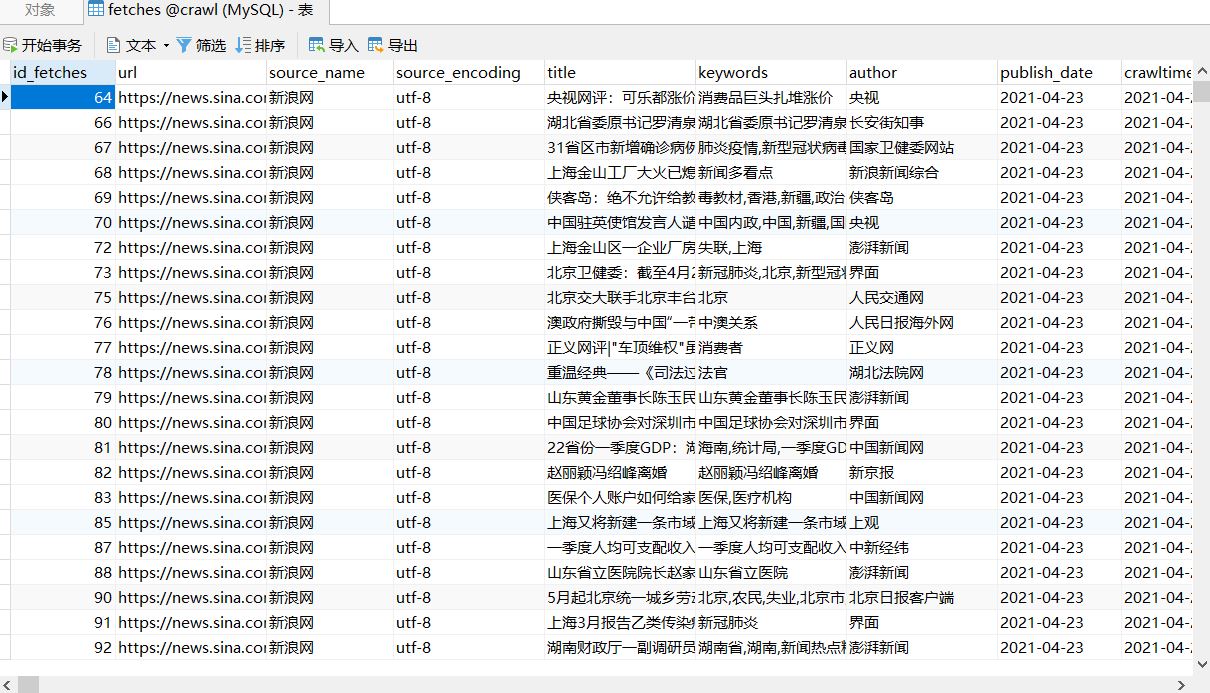 对象 fetches @crawl (MySQL) - 表
开始事务 文本 筛选 排序 导入 导出
id_fetches url source_name source_encoding title keywords author publish_date crawltime
64 https://news.sina.co 新浪网 utf-8 央视网评：可乐都涨价 消费品巨头扎堆涨价 央视 2021-04-23 2021-04-
66 https://news.sina.co 新浪网 utf-8 湖北省委原书记罗清泉 湖北省委原书记罗清泉 长安街知事 2021-04-23 2021-04-
67 https://news.sina.co 新浪网 utf-8 31省区市新增确诊病例 肺炎疫情,新型冠状病毒 国家卫健委网站 2021-04-23 2021-04-
68 https://news.sina.co 新浪网 utf-8 上海金山工厂大火已熄 新闻多看点 新浪新闻综合 2021-04-23 2021-04-
69 https://news.sina.co 新浪网 utf-8 侠客岛：绝不允许给教 毒教材,香港,新疆,政治 侠客岛 2021-04-23 2021-04-
70 https://news.sina.co 新浪网 utf-8 中国驻英使馆发言人谴 中国内政,中国,新疆,国 央视 2021-04-23 2021-04-
72 https://news.sina.co 新浪网 utf-8 上海金山区一企业厂房 失联,上海 澎湃新闻 2021-04-23 2021-04-
73 https://news.sina.co 新浪网 utf-8 北京卫健委：截至4月2 新冠肺炎,北京,新型冠状 界面 2021-04-23 2021-04-
75 https://news.sina.co 新浪网 utf-8 北京交大联手北京丰台 北京 人民交通网 2021-04-23 2021-04-
76 https://news.sina.co 新浪网 utf-8 澳政府撕毁与中国“一带 中澳关系 人民日报海外网 2021-04-23 2021-04-
77 https://news.sina.co 新浪网 utf-8 正义网评|"车顶维权" 消费者 正义网 2021-04-23 2021-04-
78 https://news.sina.co 新浪网 utf-8 重温经典——《司法过 法官 湖北法院网 2021-04-23 2021-04-
79 https://news.sina.co 新浪网 utf-8 山东黄金董事长陈玉民 山东黄金董事长陈玉民 澎湃新闻 2021-04-23 2021-04-
80 https://news.sina.co 新浪网 utf-8 中国足球协会对深圳市 中国足球协会对深圳市 界面 2021-04-23 2021-04-
81 https://news.sina.co 新浪网 utf-8 22省份一季度GDP： 海南,统计局,一季度GD 中国新闻网 2021-04-23 2021-04-
82 https://news.sina.co 新浪网 utf-8 赵丽颖冯绍峰离婚 赵丽颖冯绍峰离婚 新京报 2021-04-23 2021-04-
83 https://news.sina.co 新浪网 utf-8 医保个人账户如何给家 医保,医疗机构 中国新闻网 2021-04-23 2021-04-
85 https://news.sina.co 新浪网 utf-8 上海又将新建一条市域 上海又将新建一条市域 上观 2021-04-23 2021-04-
87 https://news.sina.co 新浪网 utf-8 一季度人均可支配收入 一季度人均可支配收入 中新经纬 2021-04-23 2021-04-
88 https://news.sina.co 新浪网 utf-8 山东省立医院院长赵家 山东省立医院 澎湃新闻 2021-04-23 2021-04-
90 https://news.sina.co 新浪网 utf-8 5月起北京统一城乡劳动 北京,农民,失业,北京市 北京日报客户端 2021-04-23 2021-04-
91 https://news.sina.co 新浪网 utf-8 上海3月报告乙类传染病 新冠肺炎 界面 2021-04-23 2021-04-
92 https://news.sina.co 新浪网 utf-8 湖南财政厅一副调研员 湖南省,湖南,新闻热点 澎湃新闻 2021-04-23 2021-04-